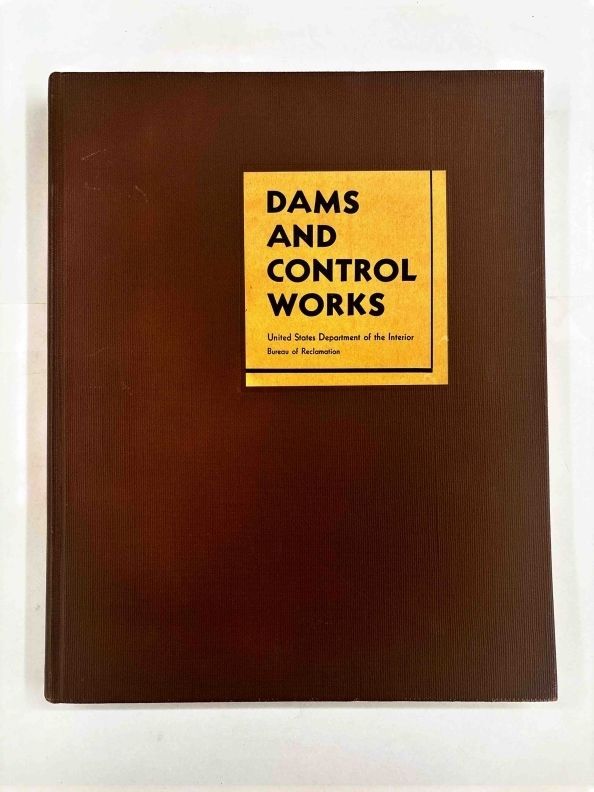 DAMS
AND
CONTROL
WORKS
United States Department of the Interior
Bureau of Reclamation